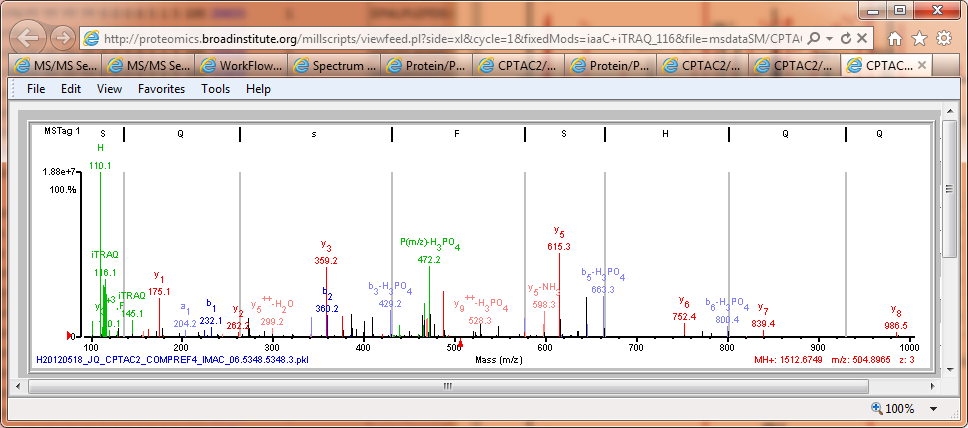 http://proteomics.broadinstitute.org/millscripts/viewfeed.pl?side=xl&cycle=1&fixedMods=iaaC+iTRAQ_116&file=msdataSM/CPTAC
MS/MS Se... MS/MS Se... WorkFlow... Spectrum ... Protein/P... CPTAC2/... Protein/P... CPTAC2/... CPTAC2/... CPTAC...
File Edit View Favorites Tools Help
MSTag 1 S Q s F S H Q Q
H
110.1
1.88e+7
100.%
0
iTRAQ
116.1
iTRAQ
145.1
y1
175.1
a1
204.2
b1
232.1
y2
262.2
y5++-H2O
299.2
y3
359.2
b2
360.2
b3-H3PO4
429.2
P(m/z)-H3PO4
472.2
y9++-H3PO4
528.3
y5-NH3
598.3
y5
615.3
b5-H3PO4
663.3
y6
752.4
b6-H3PO4
800.4
y7
839.4
y8
986.5
100 200 300 400 500 600 700 800 900 1000
H20120518_JQ_CPTAC2_COMPREF4_IMAC_06.5348.5348.3.pkl Mass (m/z) MH+: 1512.6749 m/z: 504.8965 z: 3
100%